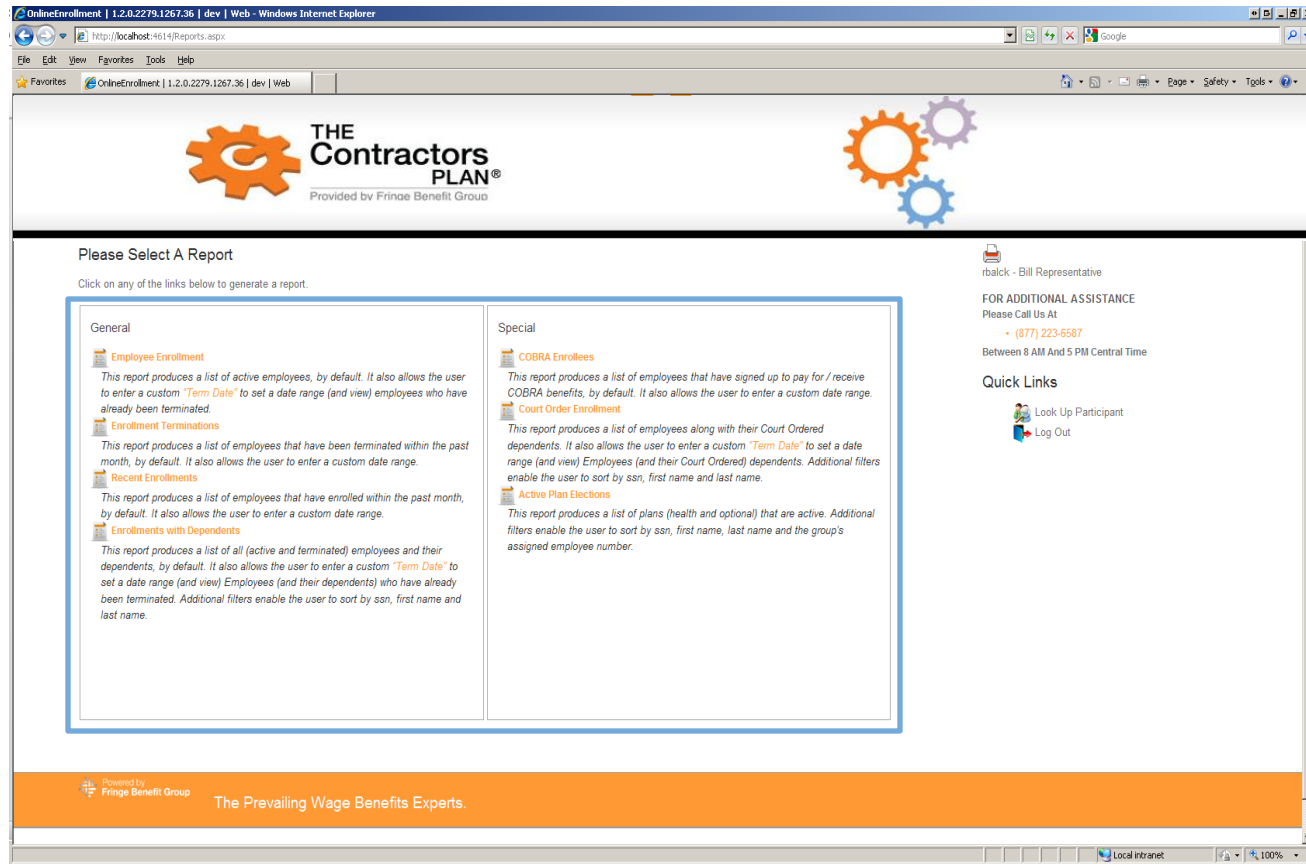 OnlineEnrollment | 1.2.0.2279.1267.36 | dev | Web - Windows Internet Explorer
http://localhost:4614/Reports.aspx
Google
File Edit View Favorites Tools Help
Favorites
OnlineEnrollment | 1.2.0.2279.1267.36 | dev | Web
Page Safety Tools
THE
Contractors
PLAN®
Provided by Fringe Benefit Group
Please Select A Report
Click on any of the links below to generate a report.
General
Employee Enrollment
This report produces a list of active employees, by default. It also allows the user
to enter a custom "Term Date" to set a date range (and view) employees who have
already been terminated.
Enrollment Terminations
This report produces a list of employees that have been terminated within the past
month, by default. It also allows the user to enter a custom date range.
Recent Enrollments
This report produces a list of employees that have enrolled within the past month,
by default. It also allows the user to enter a custom date range.
Enrollments with Dependents
This report produces a list of all (active and terminated) employees and their
dependents, by default. It also allows the user to enter a custom "Term Date" to
set a date range (and view) Employees (and their dependents) who have already
been terminated. Additional filters enable the user to sort by ssn, first name and
last name.
Special
COBRA Enrollees
This report produces a list of employees that have signed up to pay for / receive
COBRA benefits, by default. It also allows the user to enter a custom date range.
Court Order Enrollment
This report produces a list of employees along with their Court Ordered
dependents. It also allows the user to enter a custom "Term Date" to set a date
range (and view) Employees (and their Court Ordered) dependents. Additional filters
enable the user to sort by ssn, first name and last name.
Active Plan Elections
This report produces a list of plans (health and optional) that are active. Additional
filters enable the user to sort by ssn, first name, last name and the group's
assigned employee number.
rbalck - Bill Representative
FOR ADDITIONAL ASSISTANCE
Please Call Us At
• (877) 223-6587
Between 8 AM And 5 PM Central Time
Quick Links
Look Up Participant
Log Out
Powered by
Fringe Benefit Group
The Prevailing Wage Benefits Experts.
Local intranet
100%